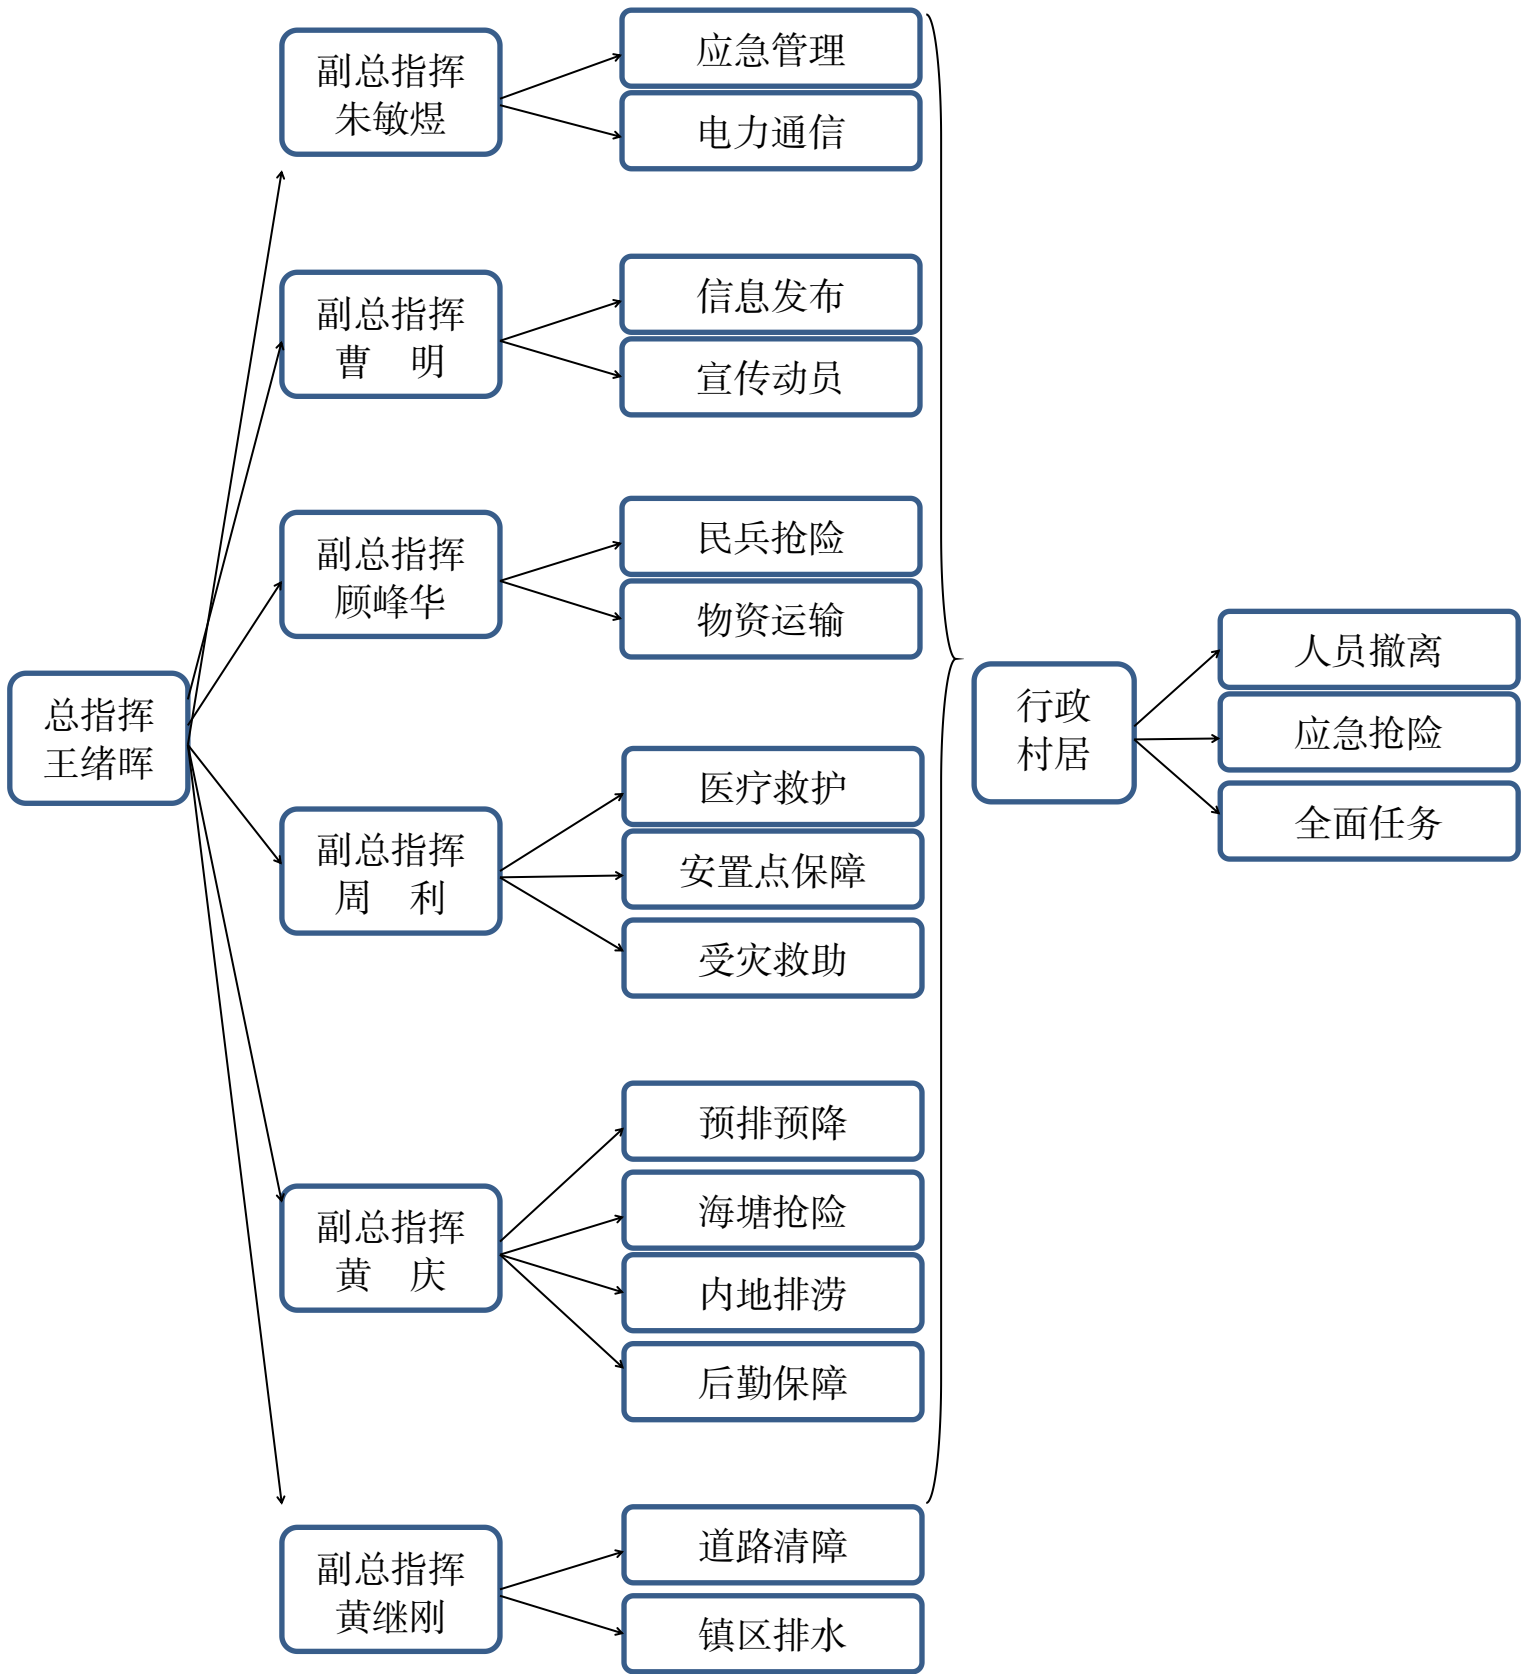 总指挥
王绪晖
副总指挥
朱敏煜
应急管理
电力通信
副总指挥
曹　明
信息发布
宣传动员
副总指挥
顾峰华
民兵抢险
物资运输
副总指挥
周　利
医疗救护
安置点保障
受灾救助
副总指挥
黄　庆
预排预降
海塘抢险
内地排涝
后勤保障
副总指挥
黄继刚
道路清障
镇区排水
行政
村居
人员撤离
应急抢险
全面任务